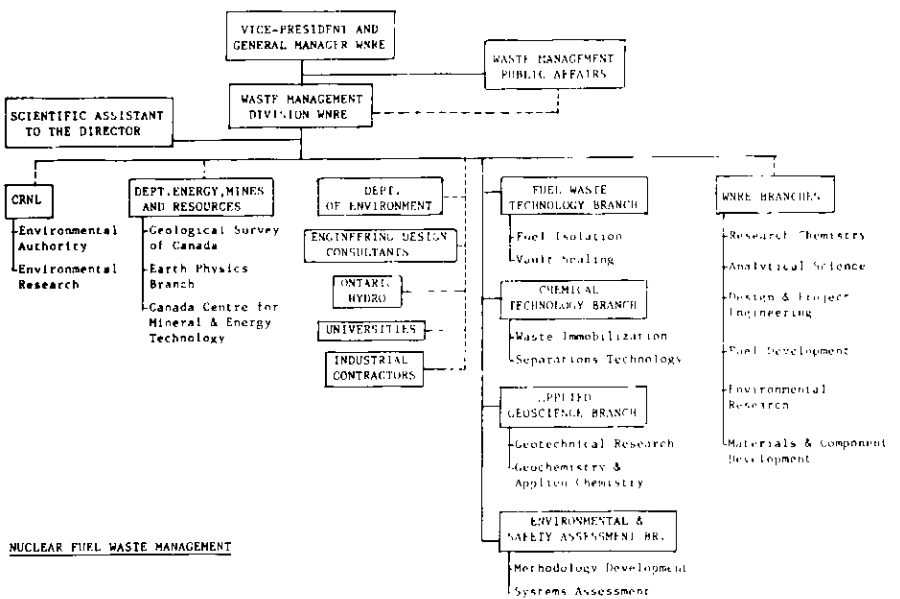 VICE-PRESIDENT AND
GENERAL MANAGER WNRE
WASTE MANAGEMENT
PUBLIC AFFAIRS
WASTE MANAGEMENT
DIVISION WNRE
SCIENTIFIC ASSISTANT
TO THE DIRECTOR
CRNL
Environmental
Authority
Environmental
Research
DEPT.ENERGY,MINES
AND RESOURCES
Geological Survey
of Canada
Earth Physics
Branch
Canada Centre for
Mineral & Energy
Technology
DEPT.
OF ENVIRONMENT
ENGINEERING DESIGN
CONSULTANTS
ONTARIO
HYDRO
UNIVERSITIES
INDUSTRIAL
CONTRACTORS
FUEL WASTE
TECHNOLOGY BRANCH
Fuel Isolation
Vault Sealing
CHEMICAL
TECHNOLOGY BRANCH
Waste Immobilization
Separations Technology
APPLIED
GEOSCIENCE BRANCH
Geotechnical Research
Geochemistry &
Applied Chemistry
ENVIRONMENTAL &
SAFETY ASSESSMENT BR.
Methodology Development
Systems Assessment
WNRE BRANCHES
Research Chemistry
Analytical Science
Design & Project
Engineering
Fuel Development
Environmental
Research
Materials & Component
Development
NUCLEAR FUEL WASTE MANAGEMENT